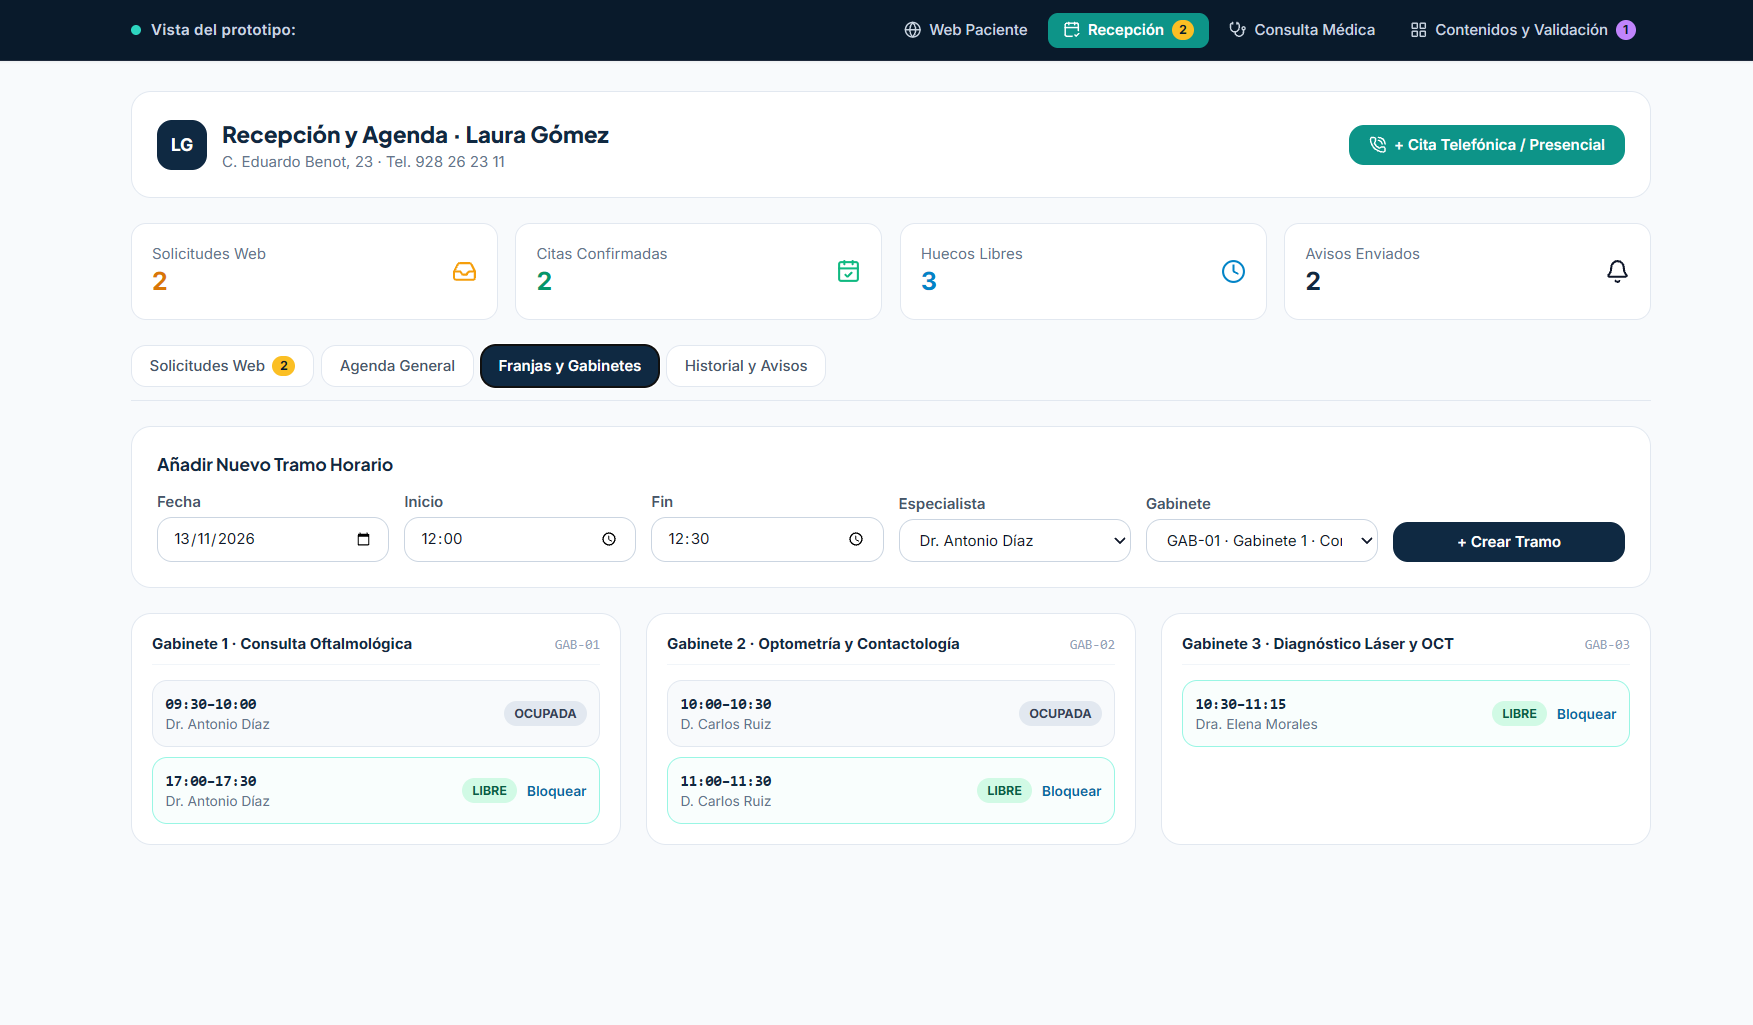 Vista del prototipo:
Web Paciente
Recepción 2
Consulta Médica
Contenidos y Validación 1
LG
Recepción y Agenda · Laura Gómez
C. Eduardo Benot, 23 · Tel. 928 26 23 11
+ Cita Telefónica / Presencial
Solicitudes Web
2
Citas Confirmadas
2
Huecos Libres
3
Avisos Enviados
2
Solicitudes Web 2
Agenda General
Franjas y Gabinetes
Historial y Avisos
Añadir Nuevo Tramo Horario
Fecha
13/11/2026
Inicio
12:00
Fin
12:30
Especialista
Dr. Antonio Díaz
Gabinete
GAB-01 · Gabinete 1 · Co
+ Crear Tramo
Gabinete 1 · Consulta Oftalmológica GAB-01
09:30–10:00
Dr. Antonio Díaz
OCUPADA
17:00–17:30
Dr. Antonio Díaz
LIBRE Bloquear
Gabinete 2 · Optometría y Contactología GAB-02
10:00–10:30
D. Carlos Ruiz
OCUPADA
11:00–11:30
D. Carlos Ruiz
LIBRE Bloquear
Gabinete 3 · Diagnóstico Láser y OCT GAB-03
10:30–11:15
Dra. Elena Morales
LIBRE Bloquear